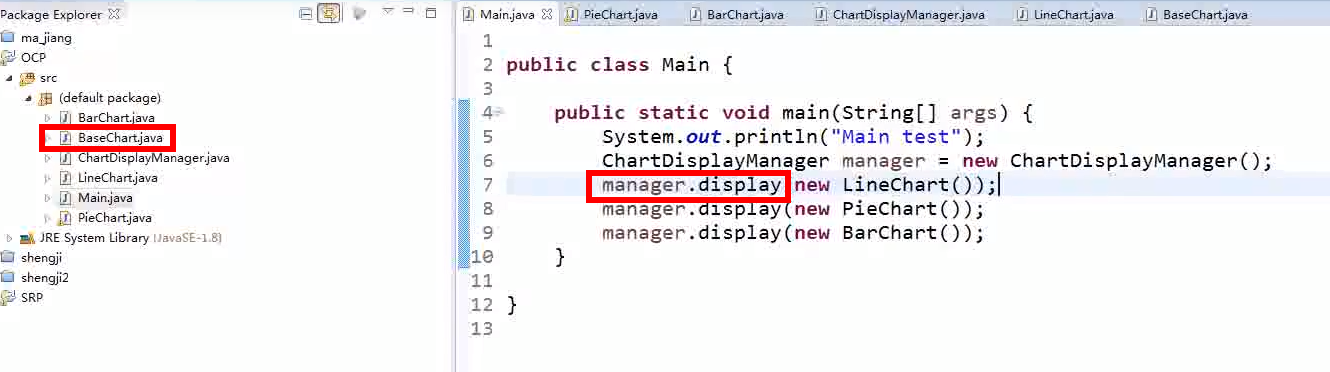 Package Explorer
ma_jiang
OCP
src
(default package)
BarChart.java
BaseChart.java
ChartDisplayManager.java
LineChart.java
Main.java
PieChart.java
JRE System Library (JavaSE-1.8)
shengji
shengji2
SRP
Main.java PieChart.java BarChart.java ChartDisplayManager.java LineChart.java BaseChart.java
1
2 public class Main {
3
4 public static void main(String[] args) {
5 System.out.println("Main test");
6 ChartDisplayManager manager = new ChartDisplayManager();
7 manager.display(new LineChart());
8 manager.display(new PieChart());
9 manager.display(new BarChart());
10 }
11
12 }
13